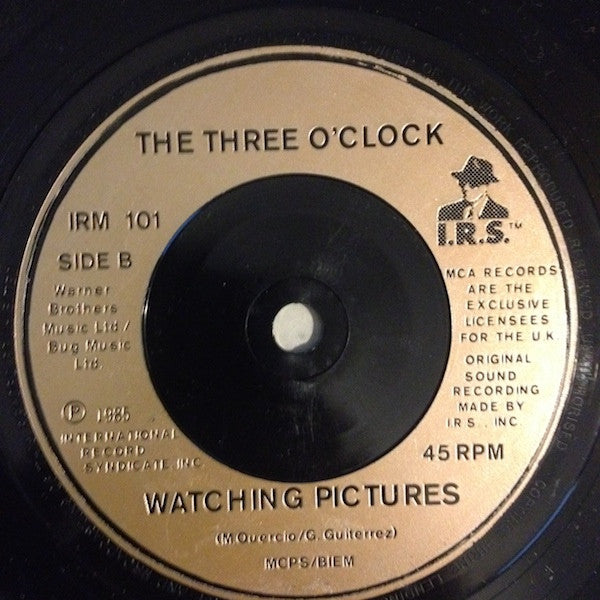 THE THREE O'CLOCK
IRM 101
SIDE B
Warner
Brothers
Music Ltd/
Bug Music
Ltd.
Ⓟ 1985
INTERNATIONAL
RECORD
SYNDICATE, INC
I.R.S.™
MCA RECORDS
ARE THE
EXCLUSIVE
LICENSEES
FOR THE U.K
ORIGINAL
SOUND
RECORDING
MADE BY
I.R.S., INC.
45 RPM
WATCHING PICTURES
(M.Quercio/G. Guiterrez)
MCPS/BIEM